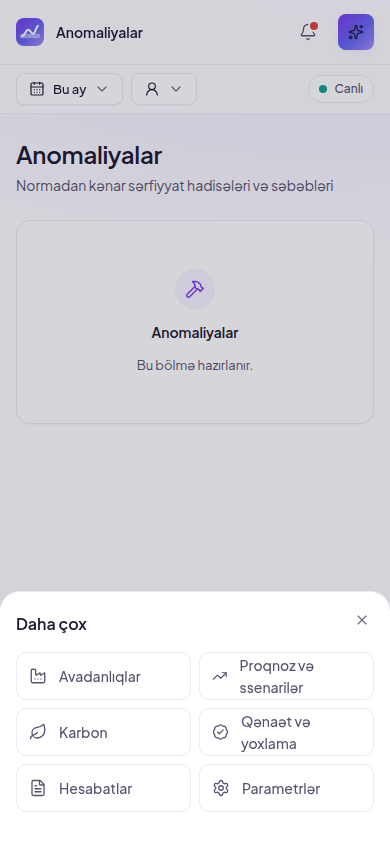 Anomaliyalar
Bu ay
Canlı
Anomaliyalar
Normadan kənar sərfiyyat hadisələri və səbəbləri
Anomaliyalar
Bu bölmə hazırlanır.
Daha çox
Avadanlıqlar
Proqnoz və
ssenarilər
Karbon
Qənaət və
yoxlama
Hesabatlar
Parametrlər